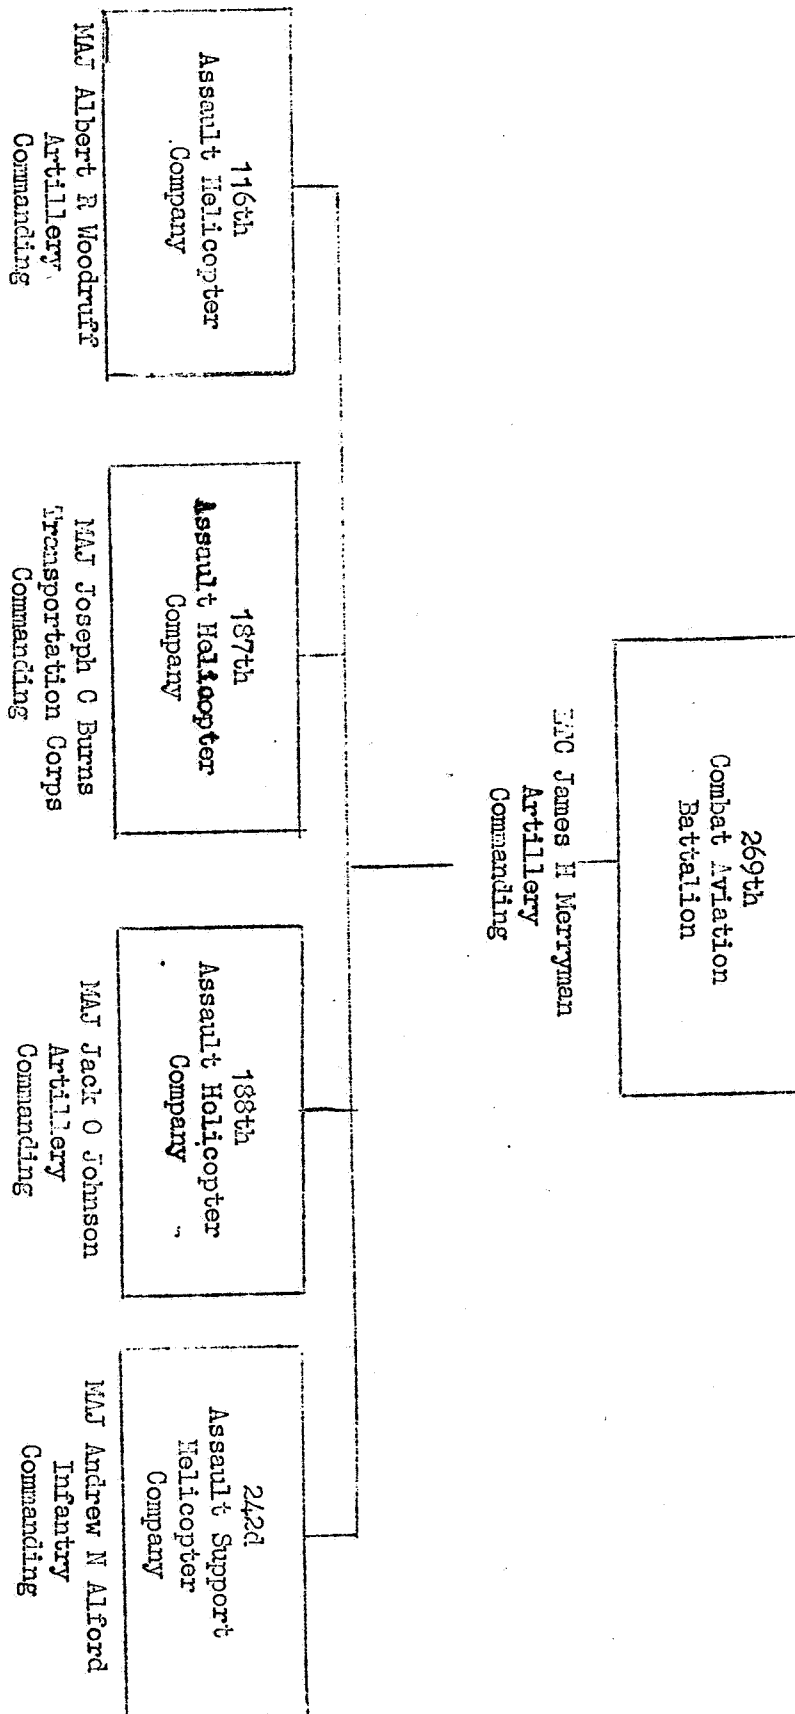 269th
Combat Aviation
Battalion
LTC James H Merryman
Artillery
Commanding
116th
Assault Helicopter
Company
MAJ Albert R Woodruff
Artillery
Commanding
187th
Assault Helicopter
Company
MAJ Joseph C Burns
Transportation Corps
Commanding
188th
Assault Helicopter
Company
MAJ Jack O Johnson
Artillery
Commanding
242d
Assault Support
Helicopter
Company
MAJ Andrew N Alford
Infantry
Commanding